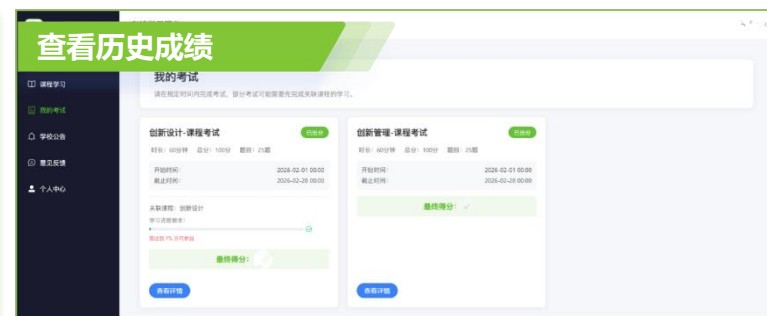 查看历史成绩
课程学习
我的考试
学校公告
意见反馈
个人中心
我的考试
请在规定时间内完成考试，部分考试可能需要先完成关联课程的学习。
创新设计-课程考试 已批分
时长：60分钟 总分：100分 题目：25题
开始时间： 2026-02-01 00:00
截止时间： 2026-02-28 00:00
关联课程：创新设计
学习进度要求：
最终得分：
查看详情
创新管理-课程考试 已批分
时长：60分钟 总分：100分 题目：25题
开始时间： 2026-02-01 00:00
截止时间： 2026-02-28 00:00
最终得分：
查看详情